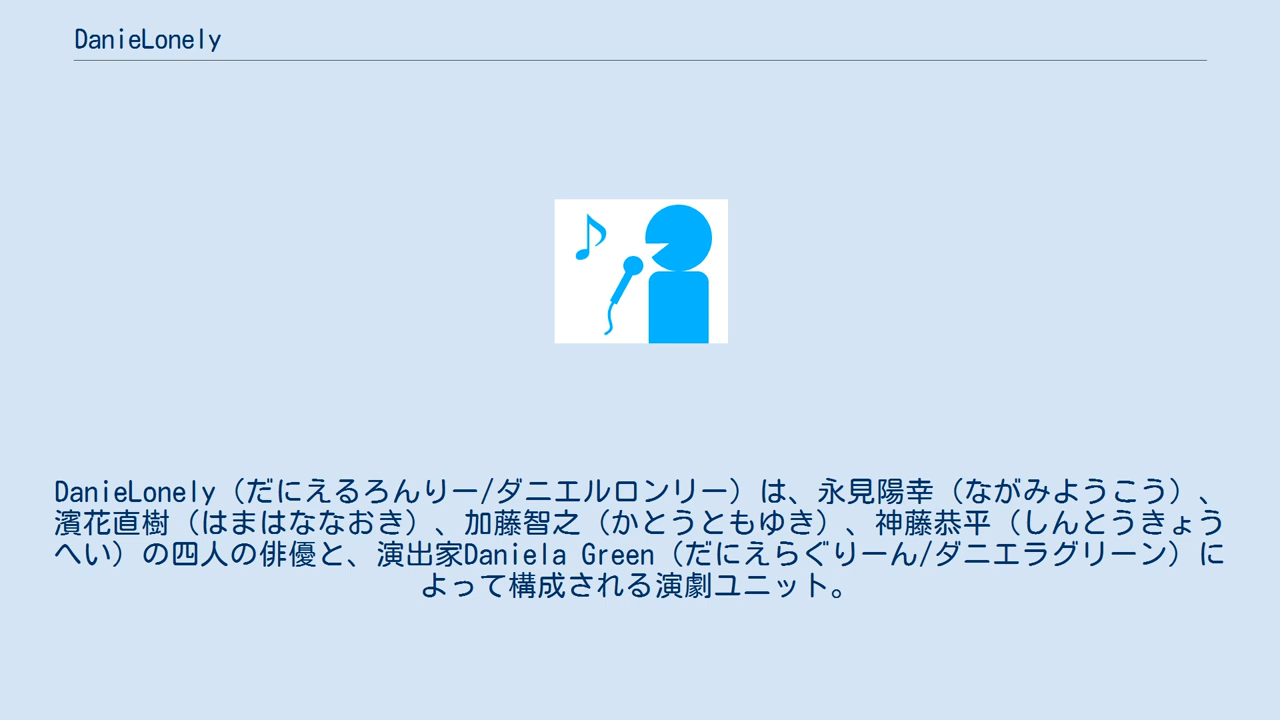 DanieLonely
DanieLonely（だにえるろんりー/ダニエルロンリー）は、永見陽幸（ながみようこう）、
濱花直樹（はまはななおき）、加藤智之（かとうともゆき）、神藤恭平（しんとうきょう
へい）の四人の俳優と、演出家Daniela Green（だにえらぐりーん/ダニエラグリーン）に
よって構成される演劇ユニット。